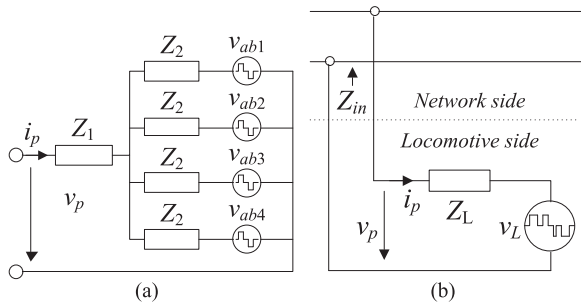 Z2
vab1
Z2
vab2
ip
Z1
Z2
vab3
vp
Z2
vab4
(a)
Zin
Network side
Locomotive side
ip
vp
ZL
vL
(b)